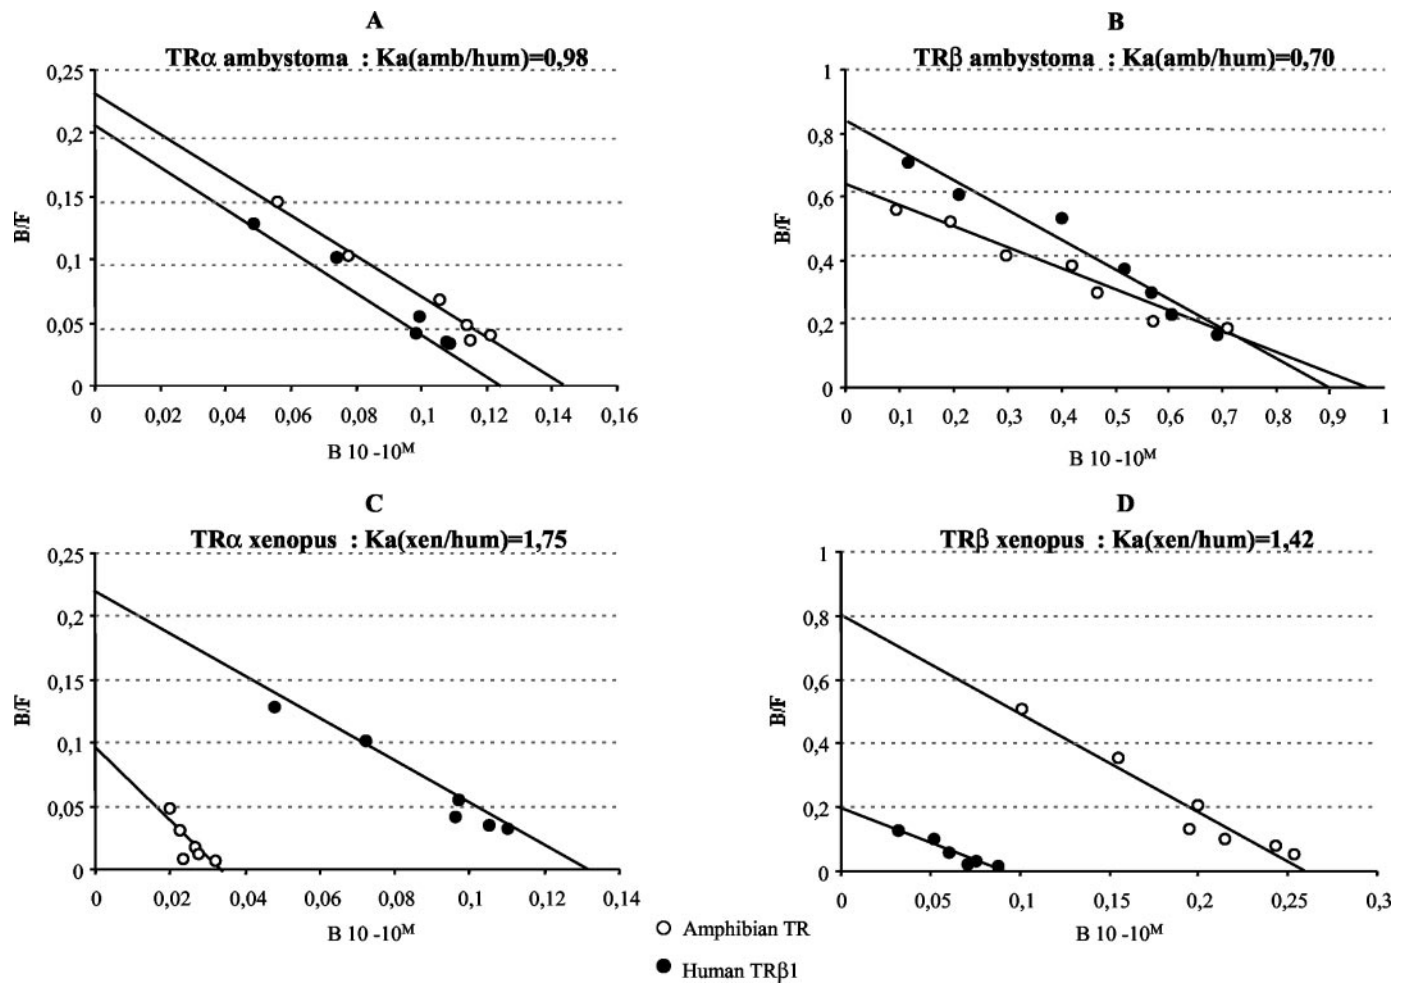 A
TRα ambystoma : Ka(amb/hum)=0,98
0,25
0,2
0,15
0,1
0,05
0
B/F
0 0,02 0,04 0,06 0,08 0,1 0,12 0,14 0,16
B 10 -10M
B
TRβ ambystoma : Ka(amb/hum)=0,70
1
0,8
0,6
0,4
0,2
0
B/F
0 0,1 0,2 0,3 0,4 0,5 0,6 0,7 0,8 0,9 1
B 10 -10M
C
TRα xenopus : Ka(xen/hum)=1,75
0,25
0,2
0,15
0,1
0,05
0
B/F
0 0,02 0,04 0,06 0,08 0,1 0,12 0,14
B 10 -10M
D
TRβ xenopus : Ka(xen/hum)=1,42
1
0,8
0,6
0,4
0,2
0
B/F
0 0,05 0,1 0,15 0,2 0,25 0,3
B 10 -10M
Amphibian TR
Human TRβ1